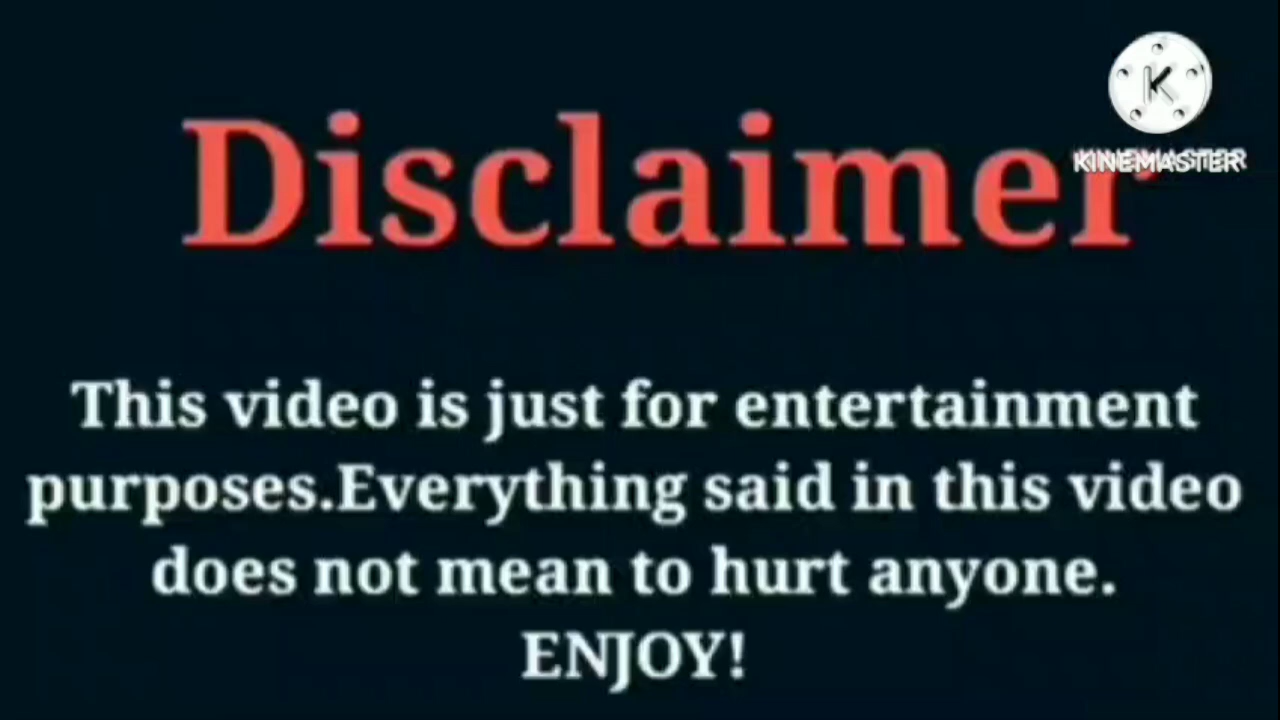 K
KINEMASTER
Disclaimer
This video is just for entertainment
purposes.Everything said in this video
does not mean to hurt anyone.
ENJOY!